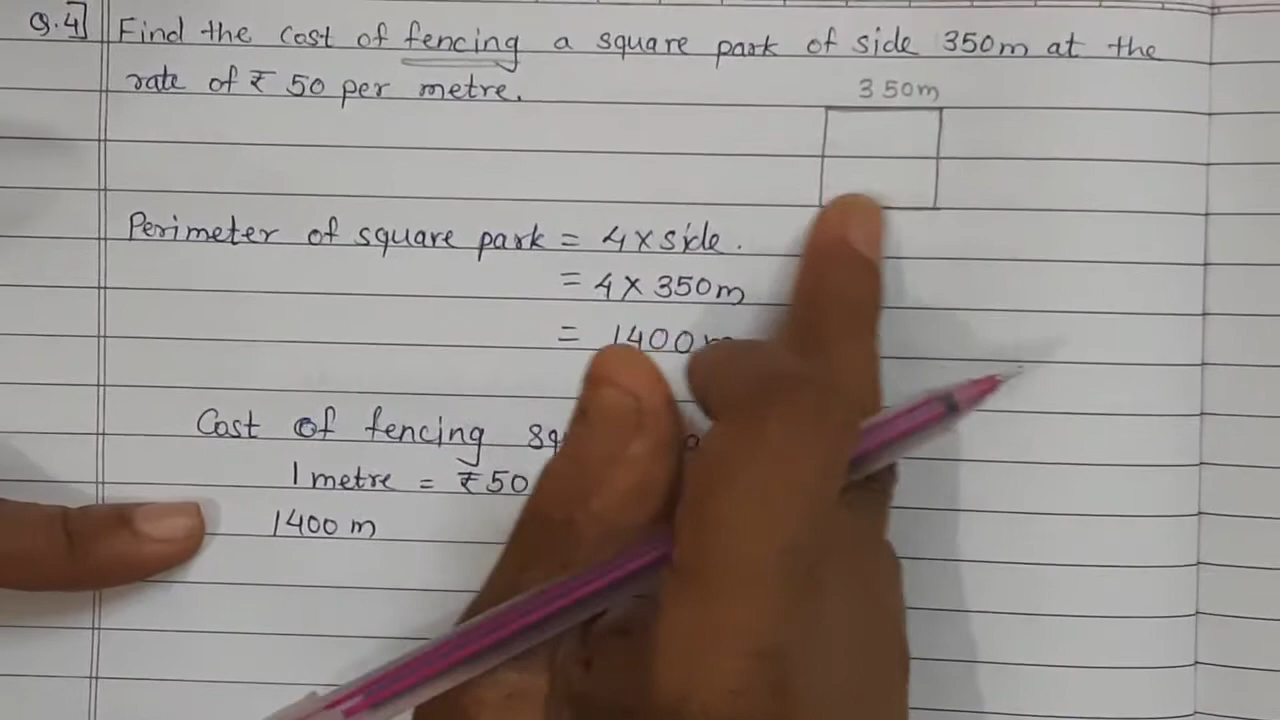 Q.4] Find the cost of fencing a square park of side 350m at the
rate of ₹ 50 per metre.
350m
Perimeter of square park = 4 × side.
= 4 × 350m
= 1400
Cost of fencing
1 metre = ₹50
1400 m